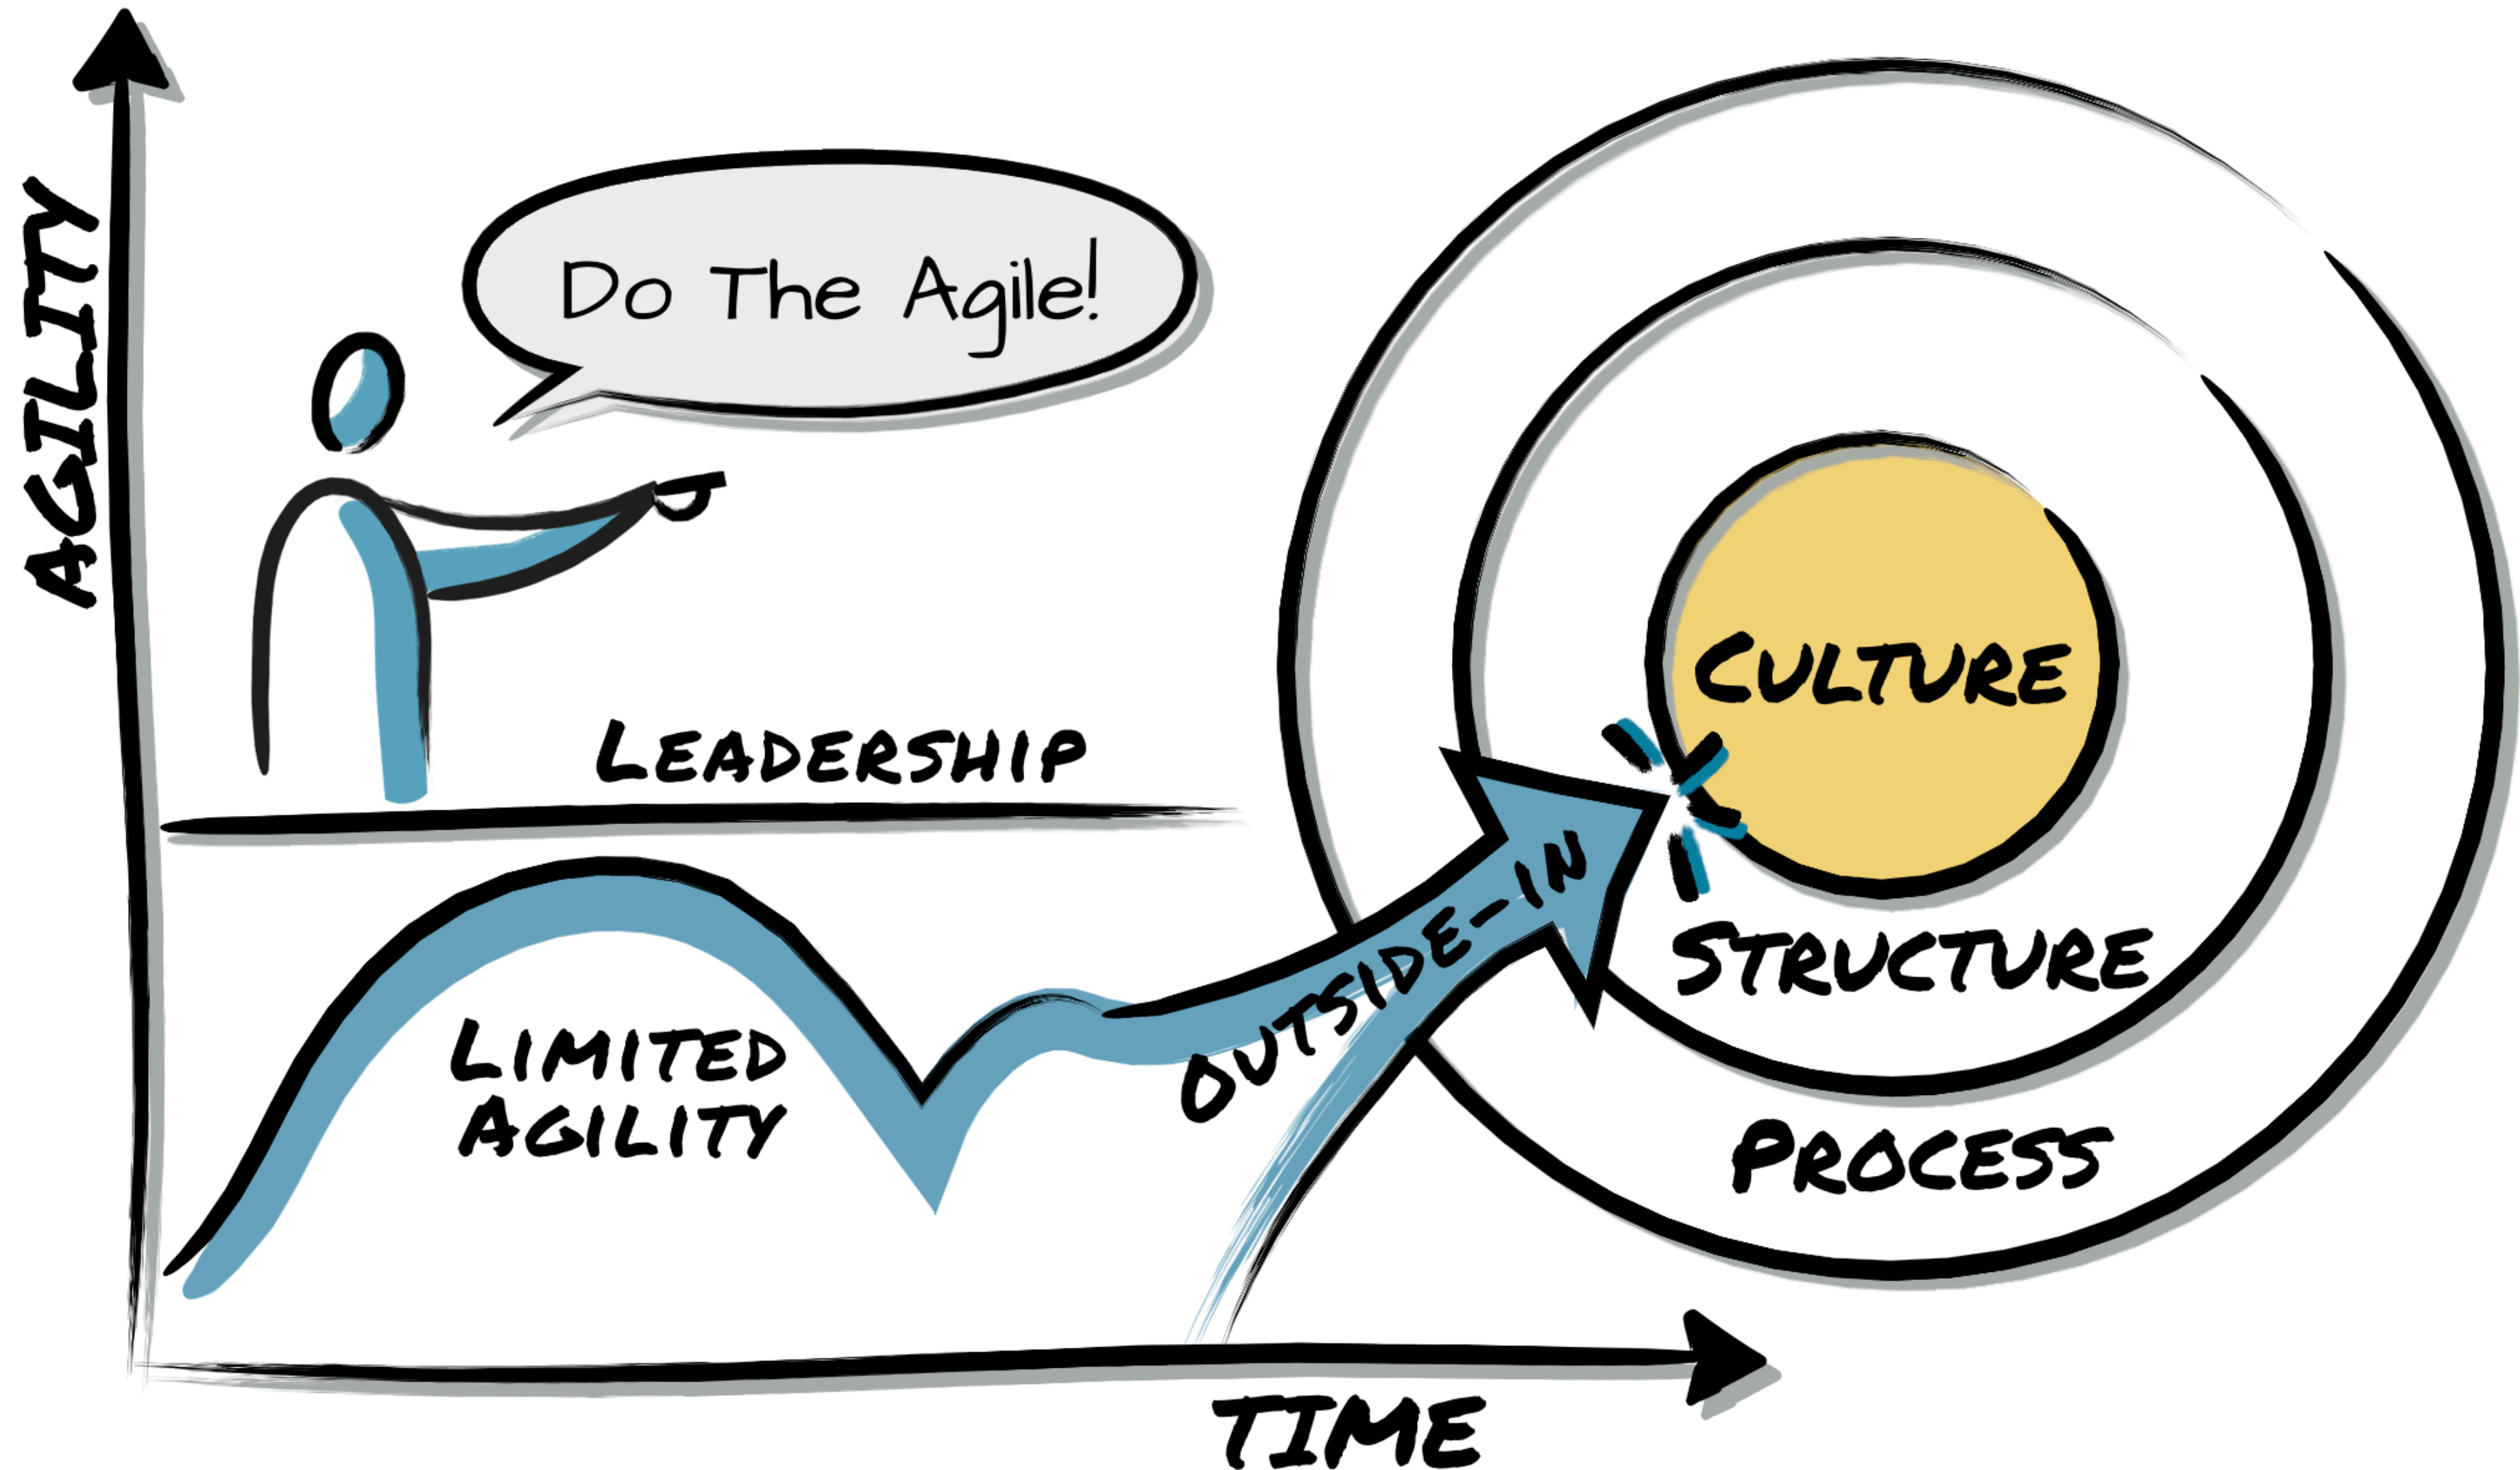 AGILITY
Do The Agile!
LEADERSHIP
CULTURE
LIMITED
AGILITY
OUTSIDE-IN
STRUCTURE
PROCESS
TIME